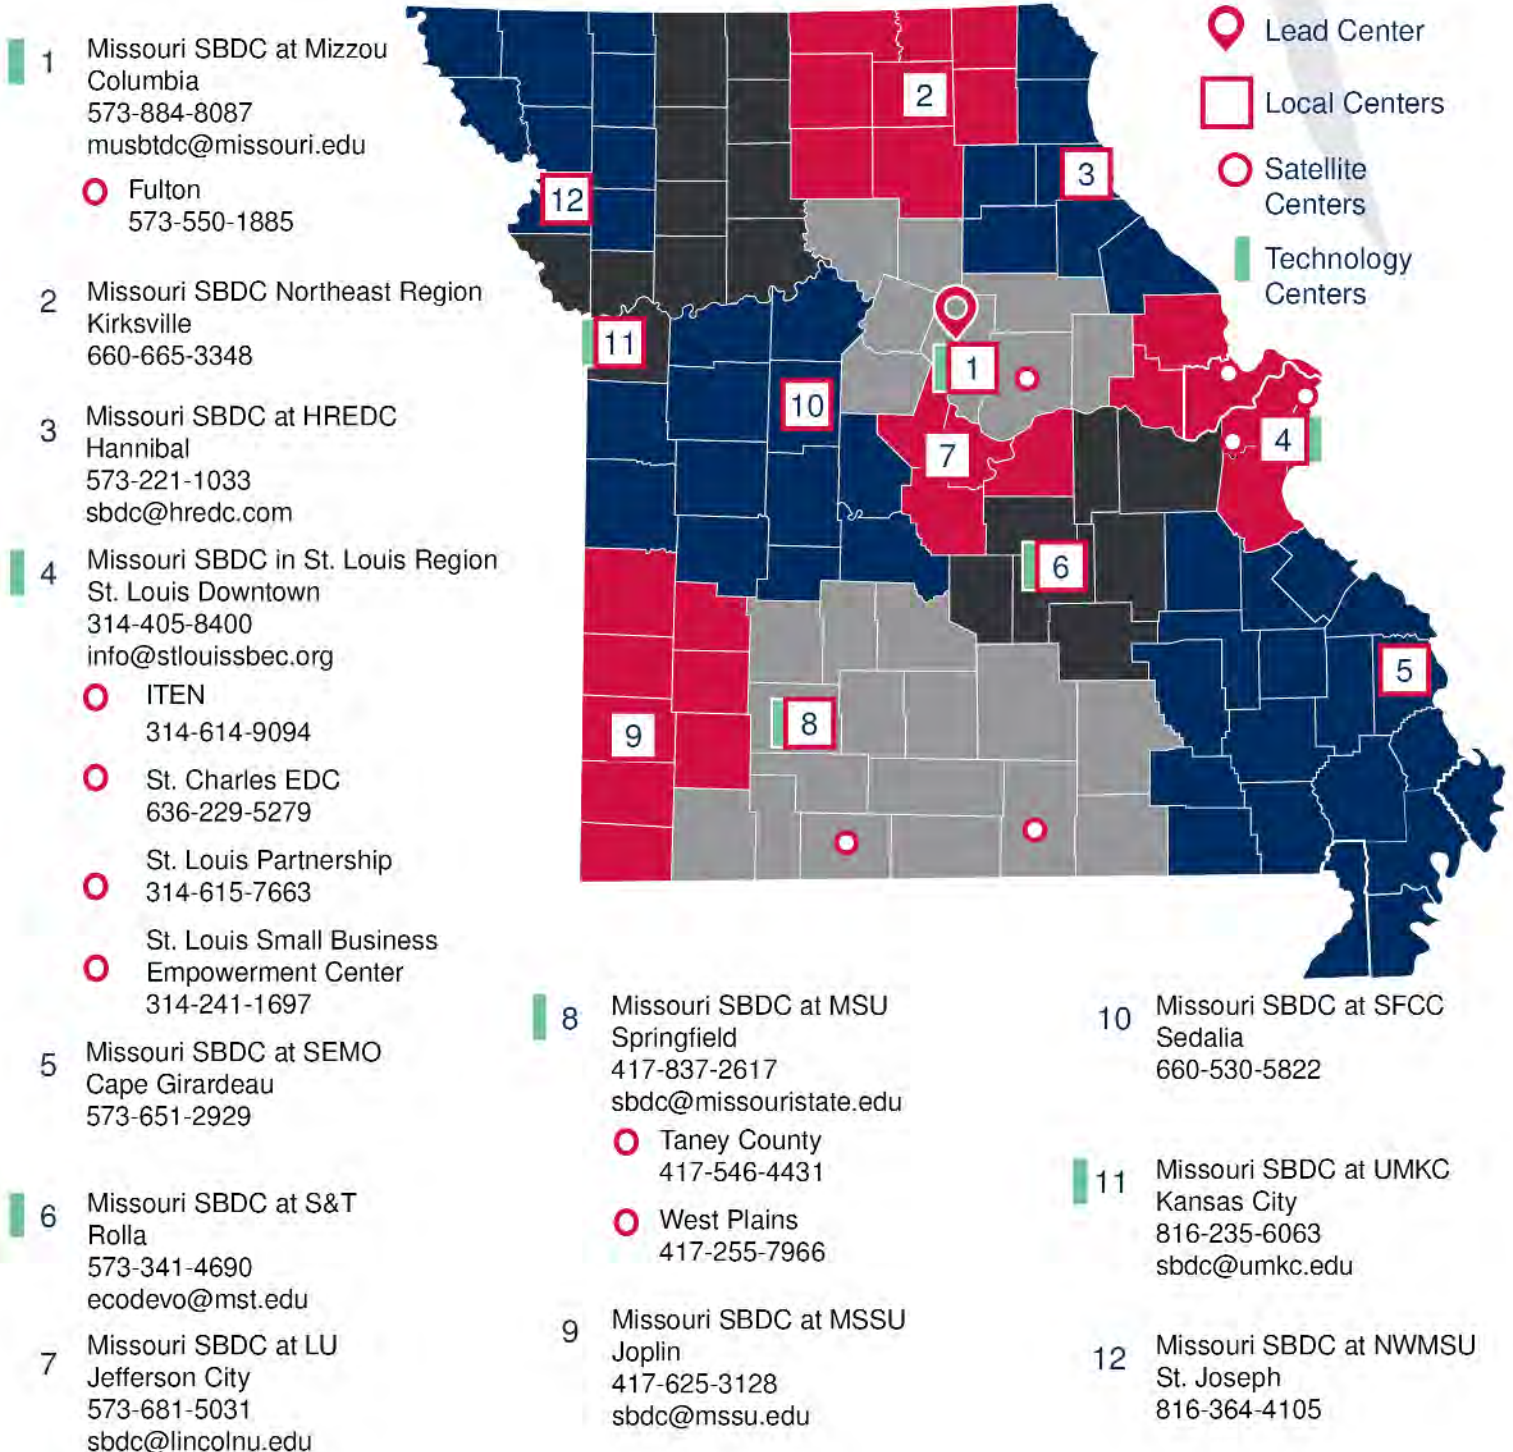 1
Missouri SBDC at Mizzou
Columbia
573-884-8087
musbtdc@missouri.edu
Fulton
573-550-1885
2
Missouri SBDC Northeast Region
Kirksville
660-665-3348
3
Missouri SBDC at HREDC
Hannibal
573-221-1033
sbdc@hredc.com
4
Missouri SBDC in St. Louis Region
St. Louis Downtown
314-405-8400
info@stlouissbec.org
ITEN
314-614-9094
St. Charles EDC
636-229-5279
St. Louis Partnership
314-615-7663
St. Louis Small Business
Empowerment Center
314-241-1697
5
Missouri SBDC at SEMO
Cape Girardeau
573-651-2929
6
Missouri SBDC at S&T
Rolla
573-341-4690
ecodevo@mst.edu
7
Missouri SBDC at LU
Jefferson City
573-681-5031
sbdc@lincolnu.edu
8
Missouri SBDC at MSU
Springfield
417-837-2617
sbdc@missouristate.edu
Taney County
417-546-4431
West Plains
417-255-7966
9
Missouri SBDC at MSSU
Joplin
417-625-3128
sbdc@mssu.edu
10
Missouri SBDC at SFCC
Sedalia
660-530-5822
11
Missouri SBDC at UMKC
Kansas City
816-235-6063
sbdc@umkc.edu
12
Missouri SBDC at NWMSU
St. Joseph
816-364-4105
Lead Center
Local Centers
Satellite
Centers
Technology
Centers
2
3
12
11
1
10
7
4
6
5
8
9